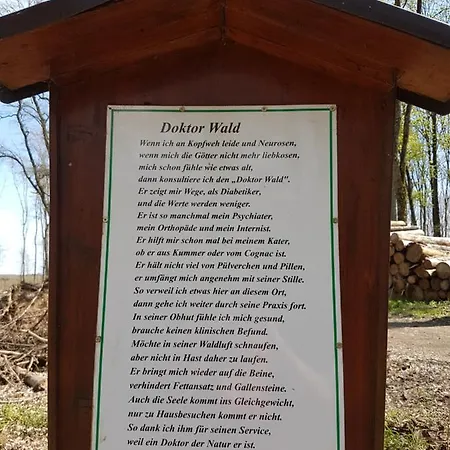 Doktor Wald
Wenn ich an Kopfweh leide und Neurosen,
wenn mich die Götter nicht mehr liebkosen,
mich schon fühle wie etwas alt,
dann konsultiere ich den „Doktor Wald".
Er zeigt mir Wege, als Diabetiker,
und die Werte werden weniger.
Er ist so manchmal mein Psychiater,
mein Orthopäde und mein Internist.
Er hilft mir schon mal bei meinem Kater,
ob er aus Kummer oder vom Cognac ist.
Er hält nicht viel von Pülverchen und Pillen,
er umfängt mich angenehm mit seiner Stille.
So verweil ich etwas hier an diesem Ort,
dann gehe ich weiter durch seine Praxis fort.
In seiner Obhut fühle ich mich gesund,
brauche keinen klinischen Befund.
Möchte in seiner Waldluft schnaufen,
aber nicht in Hast daher zu laufen.
Er bringt mich wieder auf die Beine,
verhindert Fettansatz und Gallensteine.
Auch die Seele kommt ins Gleichgewicht,
nur zu Hausbesuchen kommt er nicht.
So dank ich ihm für seinen Service,
weil ein Doktor der Natur er ist.